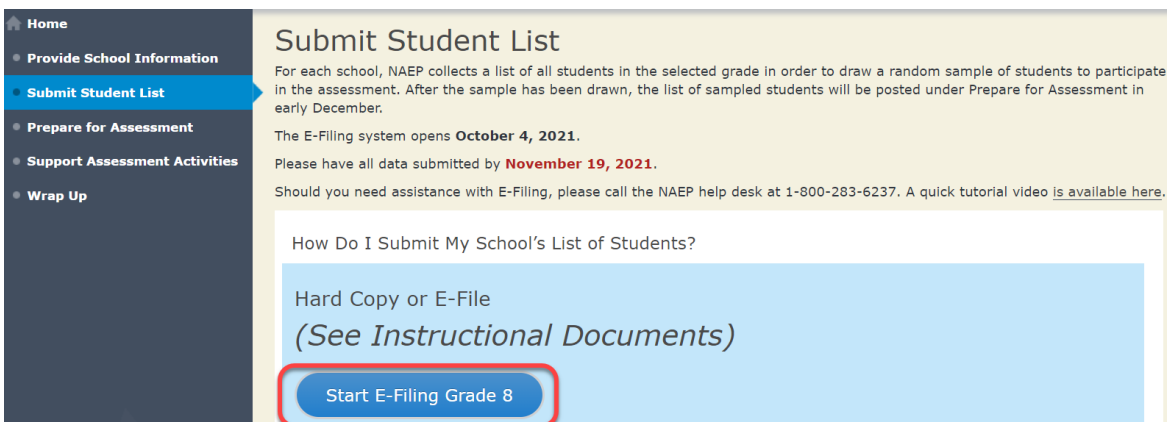 Home
Provide School Information
Submit Student List
Prepare for Assessment
Support Assessment Activities
Wrap Up
Submit Student List
For each school, NAEP collects a list of all students in the selected grade in order to draw a random sample of students to participate
in the assessment. After the sample has been drawn, the list of sampled students will be posted under Prepare for Assessment in
early December.
The E-Filing system opens October 4, 2021.
Please have all data submitted by November 19, 2021.
Should you need assistance with E-Filing, please call the NAEP help desk at 1-800-283-6237. A quick tutorial video is available here.
How Do I Submit My School's List of Students?
Hard Copy or E-File
(See Instructional Documents)
Start E-Filing Grade 8